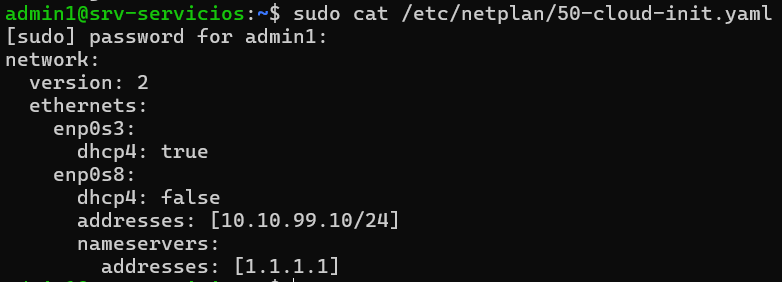 admin1@srv-servicios:~$ sudo cat /etc/netplan/50-cloud-init.yaml
[sudo] password for admin1:
network:
  version: 2
  ethernets:
    enp0s3:
      dhcp4: true
    enp0s8:
      dhcp4: false
      addresses: [10.10.99.10/24]
      nameservers:
        addresses: [1.1.1.1]